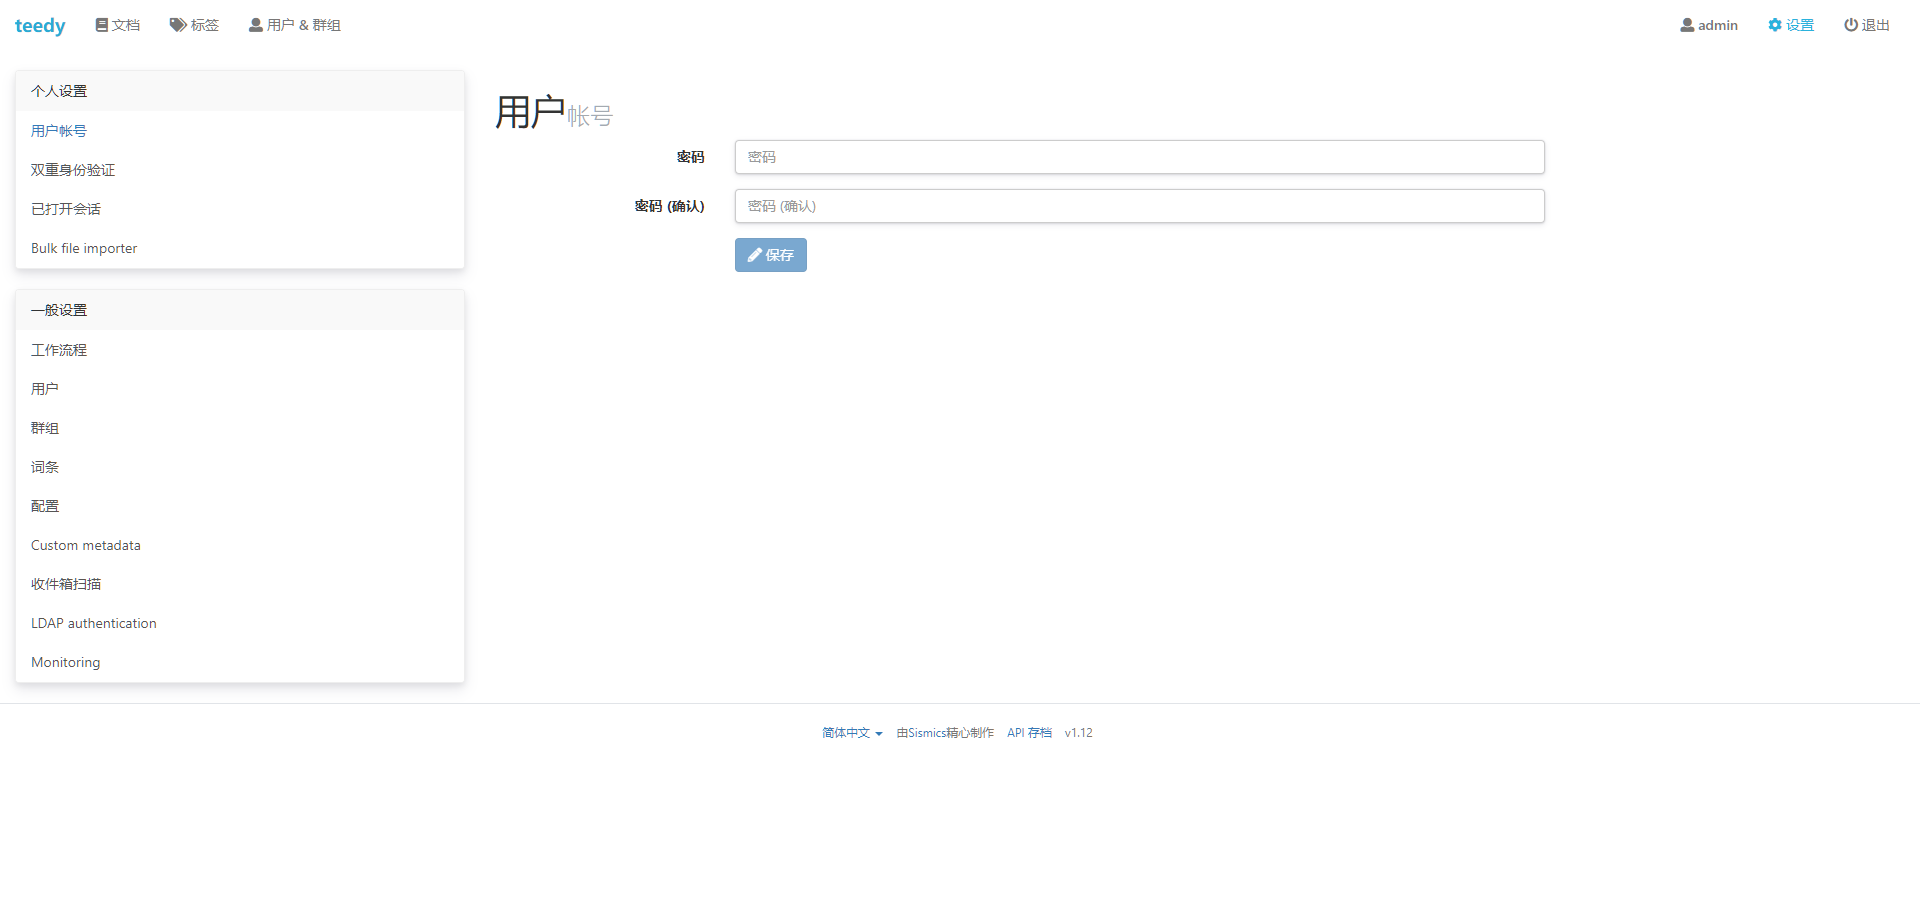 teedy 文档 标签 用户 & 群组 admin 设置 退出
个人设置
用户帐号
双重身份验证
已打开会话
Bulk file importer
一般设置
工作流程
用户
群组
词条
配置
Custom metadata
收件箱扫描
LDAP authentication
Monitoring
用户帐号
密码 密码
密码 (确认) 密码 (确认)
保存
简体中文 由Sismics精心制作 API 存档 v1.12